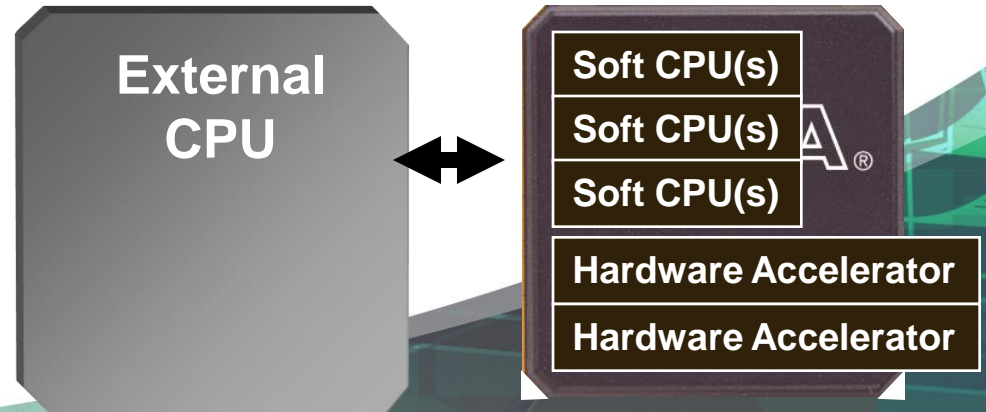 External
CPU
Soft CPU(s)
Soft CPU(s)
Soft CPU(s)
A®
Hardware Accelerator
Hardware Accelerator